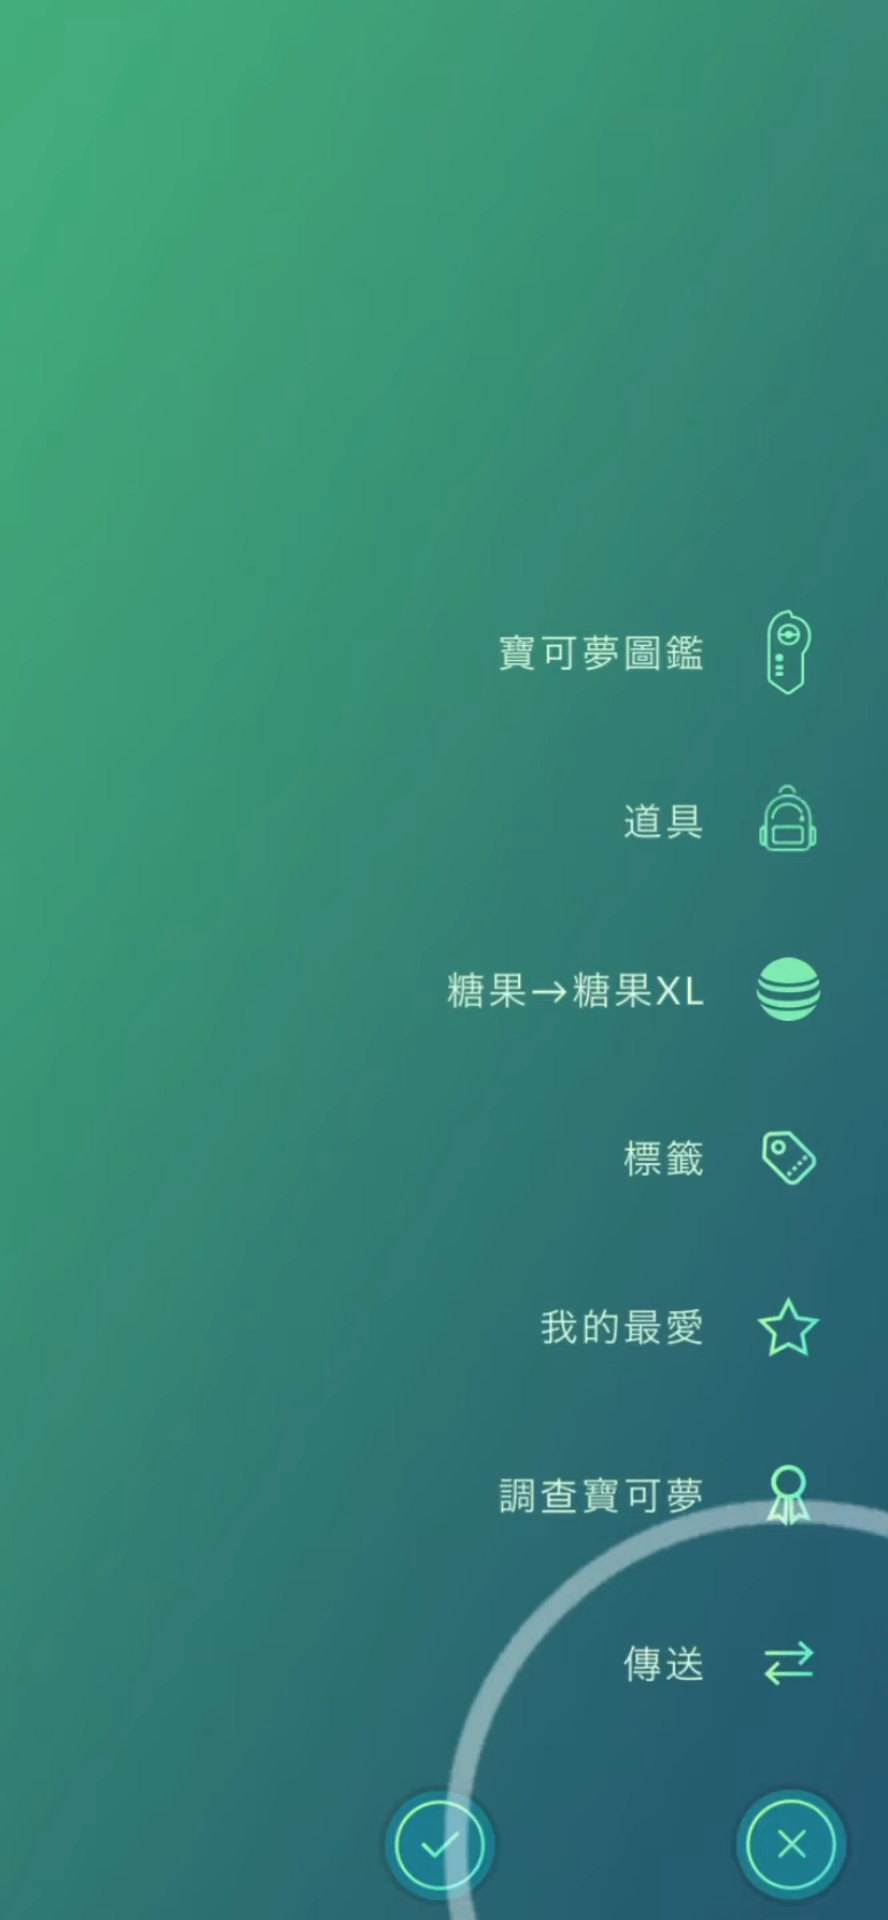 寶可夢圖鑑
道具
糖果→糖果XL
標籤
我的最愛
調查寶可夢
傳送